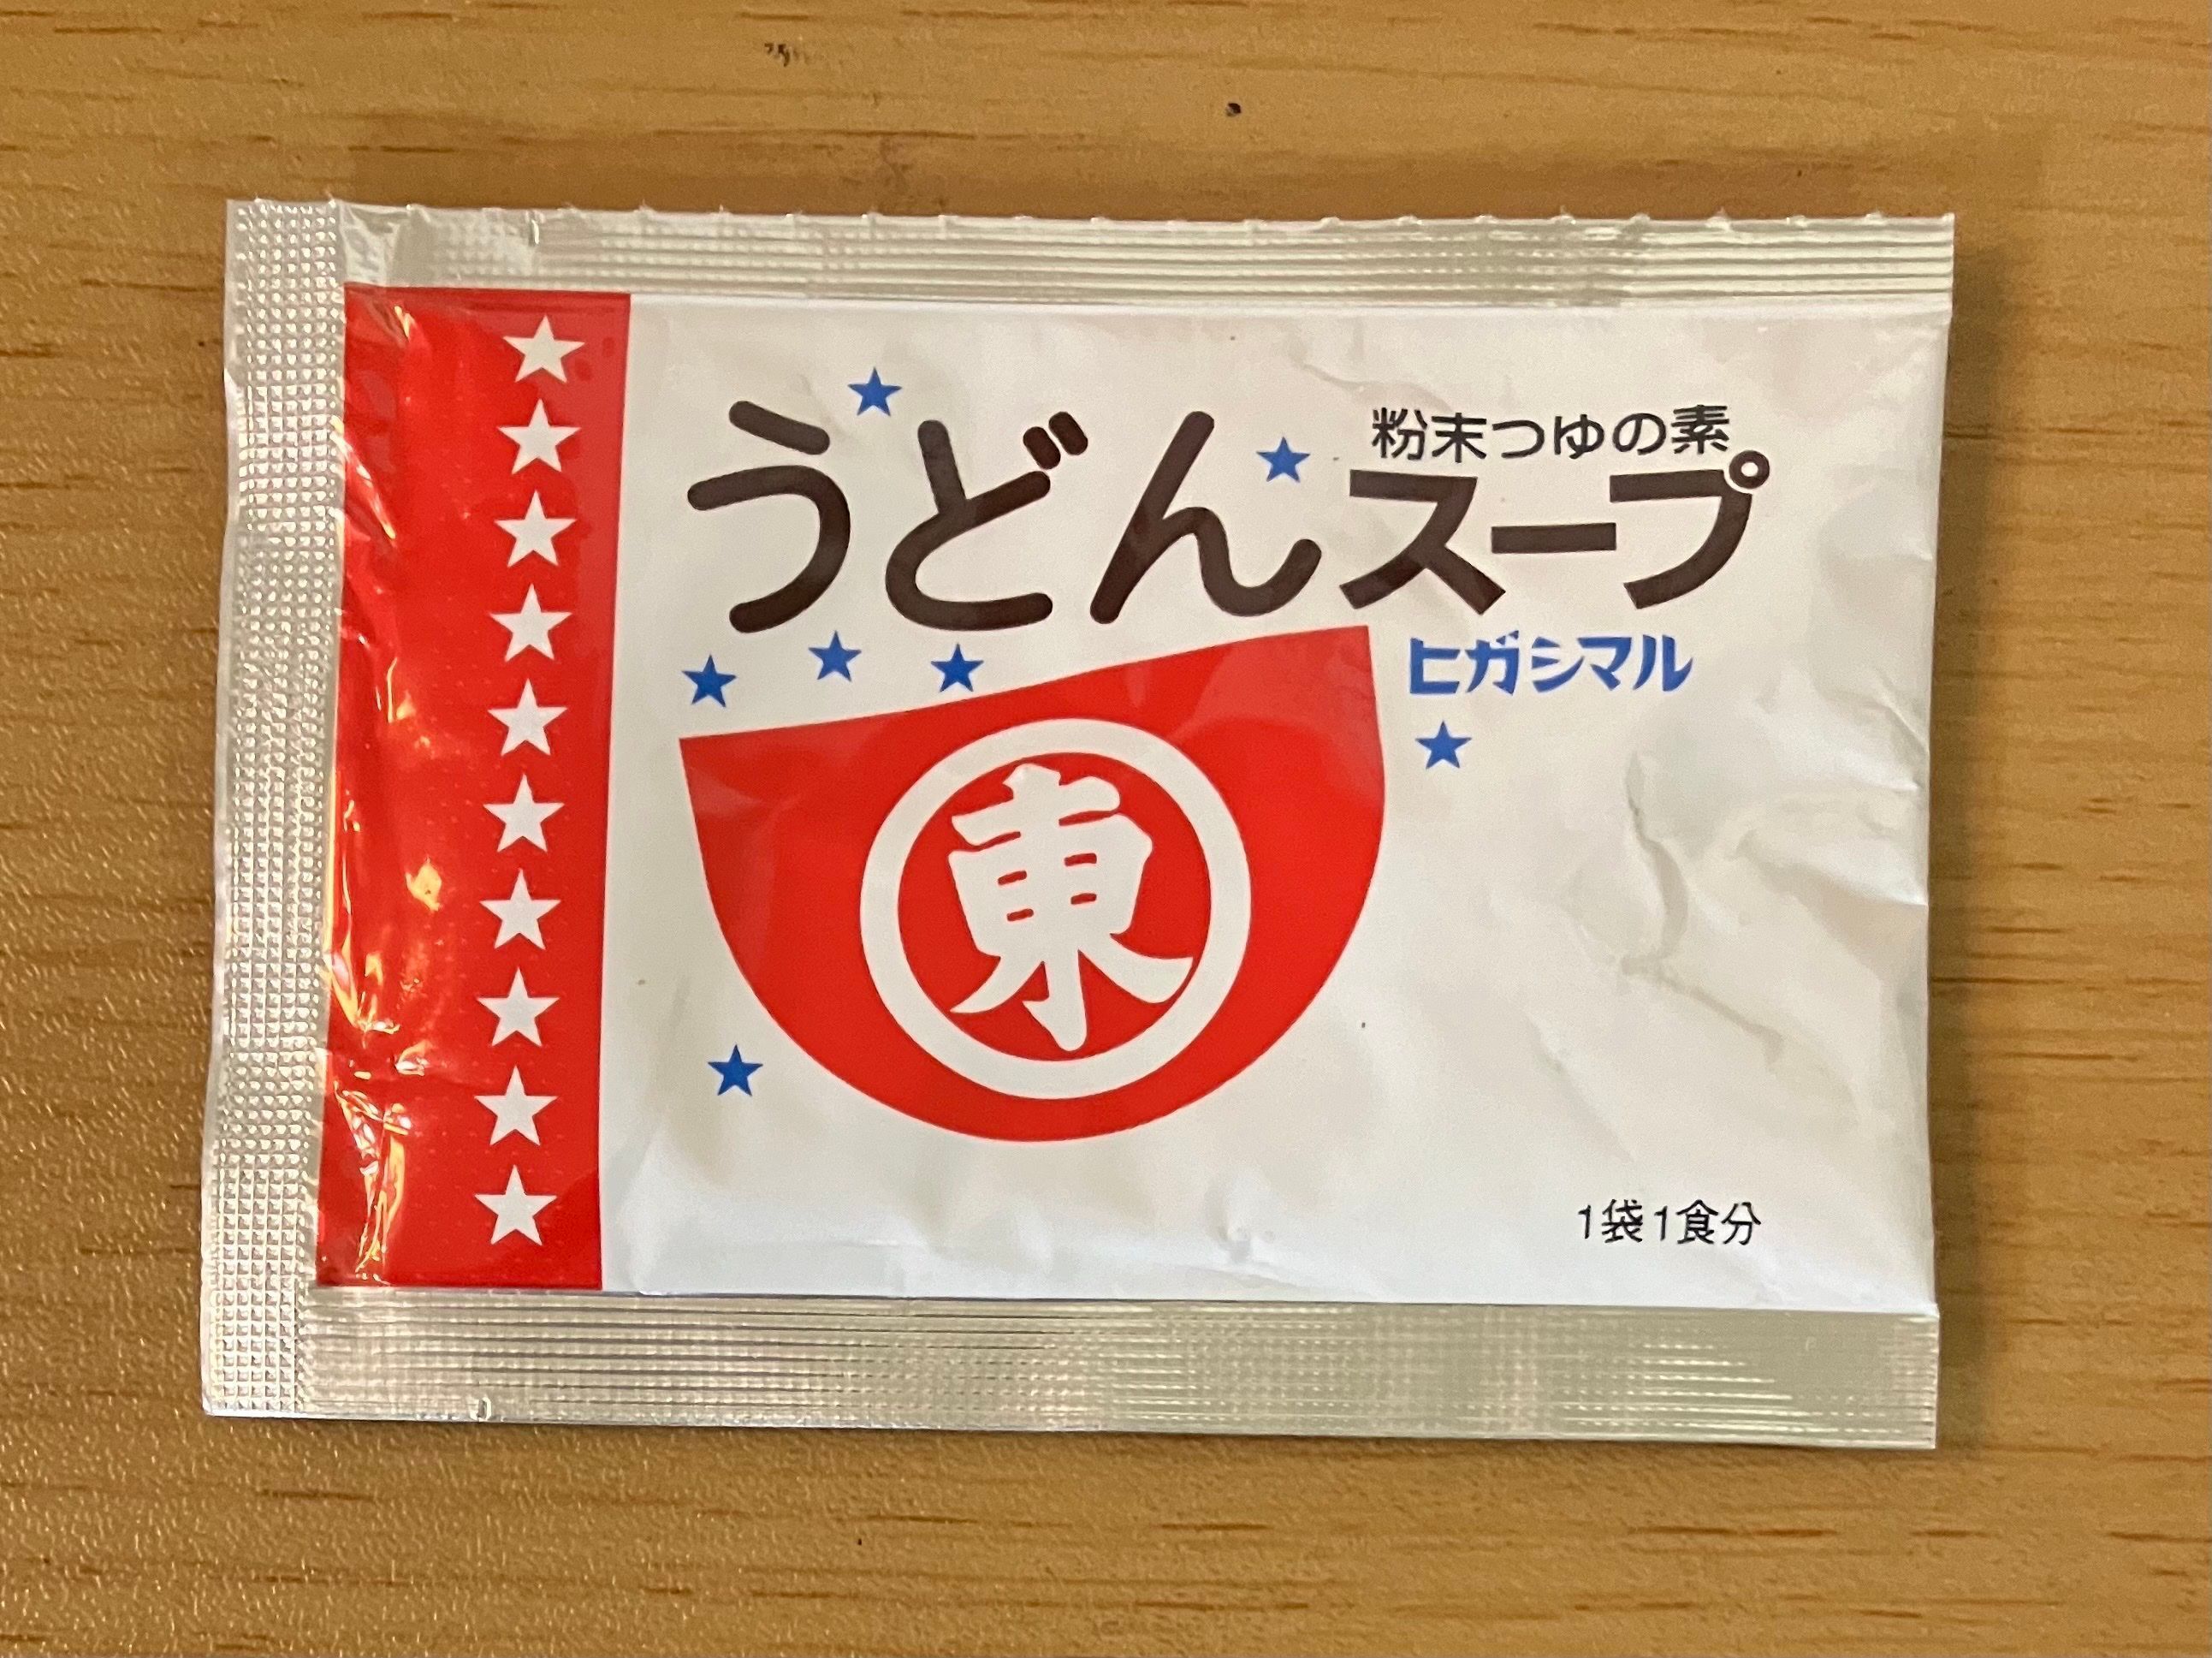 粉末つゆの素
うどんスープ
ヒガシマル
東
1袋1食分